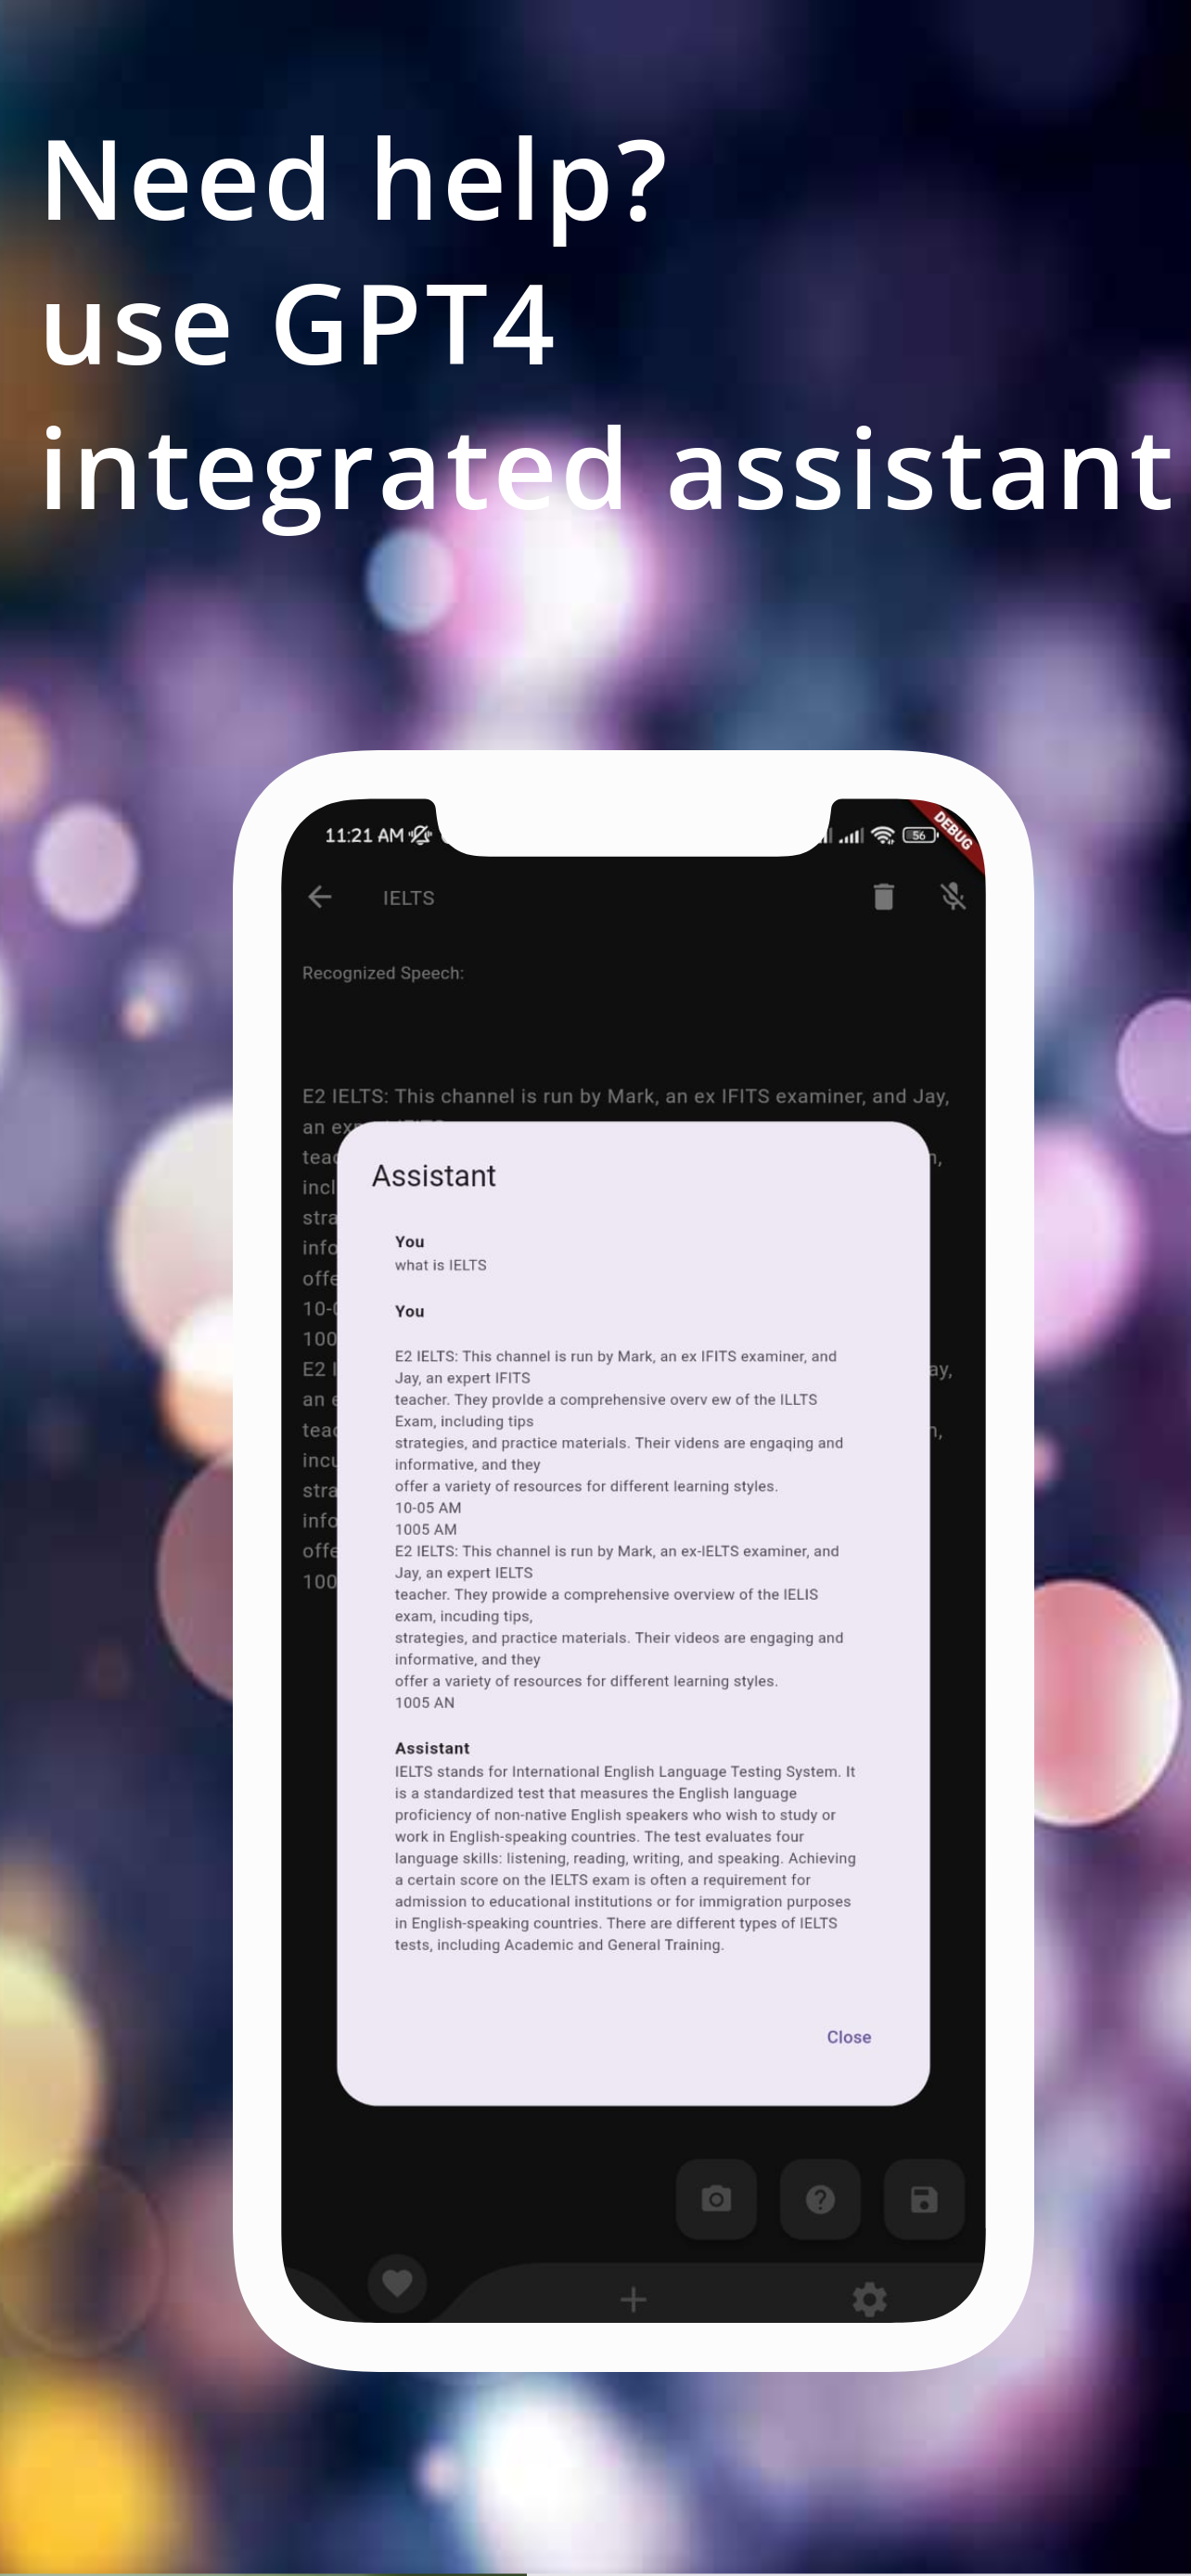 Need help?
use GPT4
integrated assistant
11:21 AM
56
DEBUG
IELTS
Recognized Speech:
E2 IELTS: This channel is run by Mark, an ex IFITS examiner, and Jay,
an
Assistant
You
what is IELTS
You
E2 IELTS: This channel is run by Mark, an ex IFITS examiner, and
Jay, an expert IFITS
teacher. They provlde a comprehensive overv ew of the ILLTS
Exam, including tips
strategies, and practice materials. Their videns are engaqing and
informative, and they
offer a variety of resources for different learning styles.
10-05 AM
1005 AM
E2 IELTS: This channel is run by Mark, an ex-IELTS examiner, and
Jay, an expert IELTS
teacher. They prowide a comprehensive overview of the IELIS
exam, incuding tips,
strategies, and practice materials. Their videos are engaging and
informative, and they
offer a variety of resources for different learning styles.
1005 AN
Assistant
IELTS stands for International English Language Testing System. It
is a standardized test that measures the English language
proficiency of non-native English speakers who wish to study or
work in English-speaking countries. The test evaluates four
language skills: listening, reading, writing, and speaking. Achieving
a certain score on the IELTS exam is often a requirement for
admission to educational institutions or for immigration purposes
in English-speaking countries. There are different types of IELTS
tests, including Academic and General Training.
Close